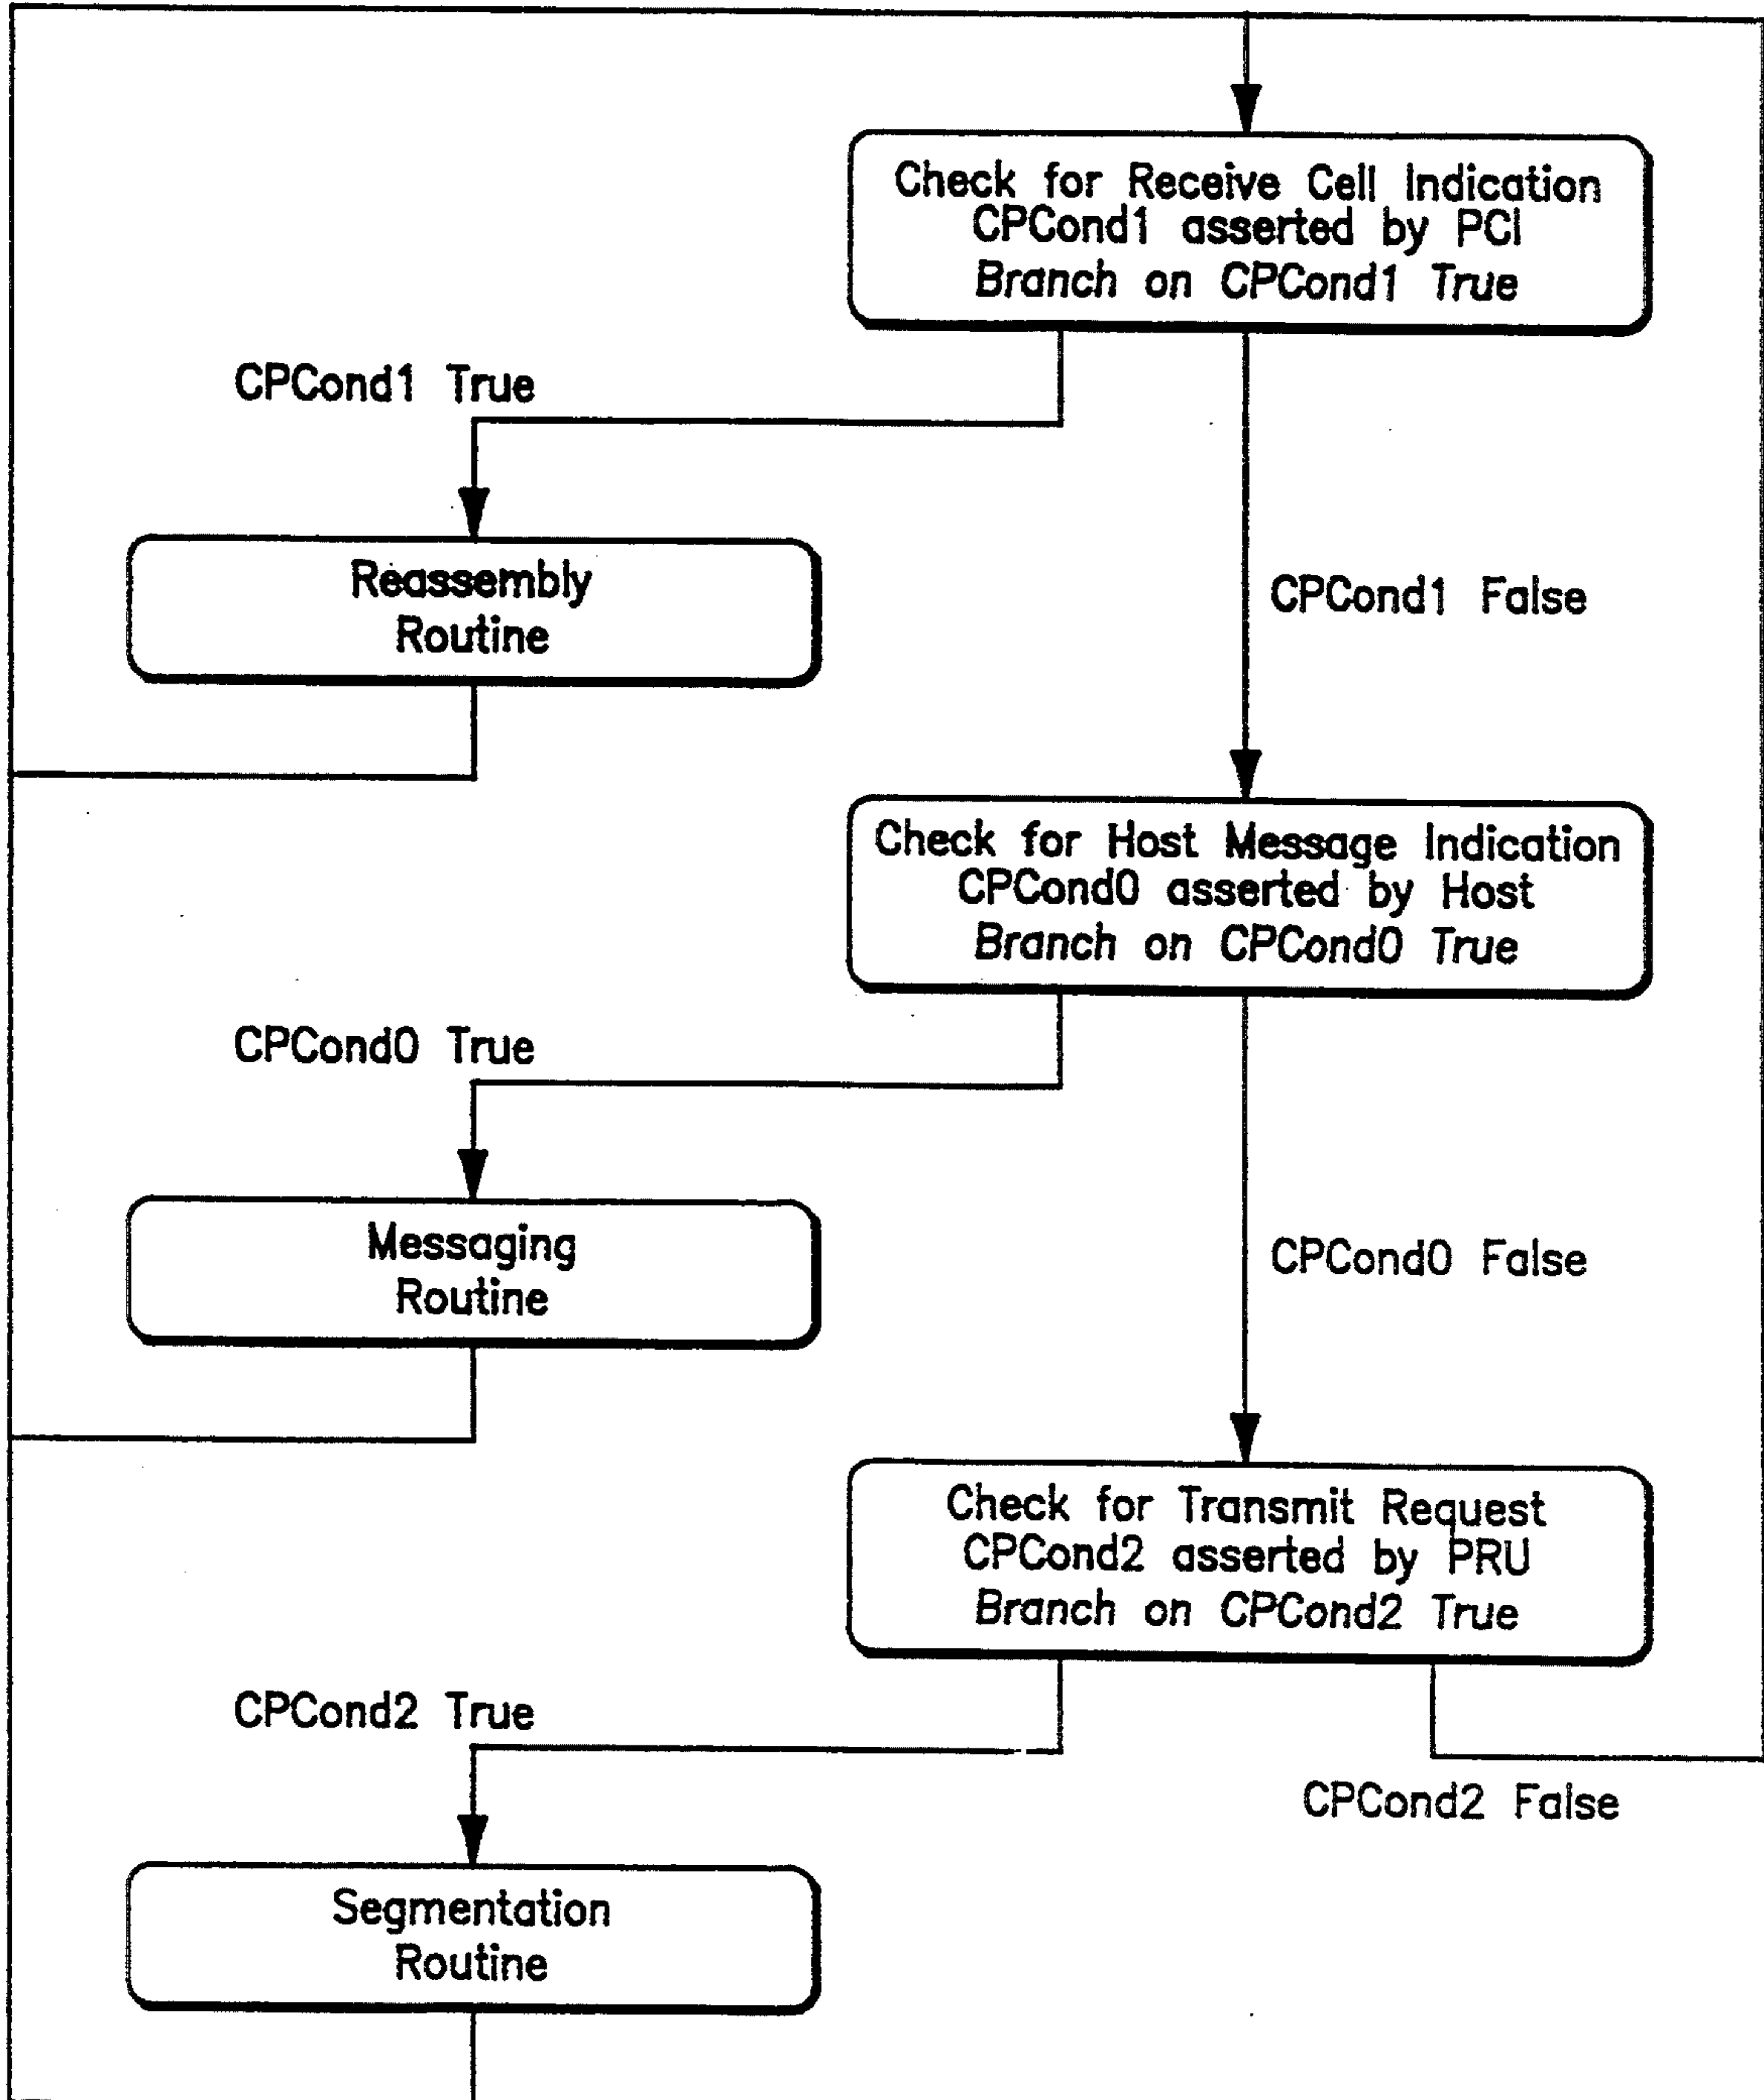 Check for Receive Cell Indication
CPCond1 asserted by PCI
Branch on CPCond1 True
CPCond1 True
Reassembly
Routine
CPCond1 False
Check for Host Message Indication
CPCond0 asserted by Host
Branch on CPCond0 True
CPCond0 True
Messaging
Routine
CPCond0 False
Check for Transmit Request
CPCond2 asserted by PRU
Branch on CPCond2 True
CPCond2 True
CPCond2 False
Segmentation
Routine